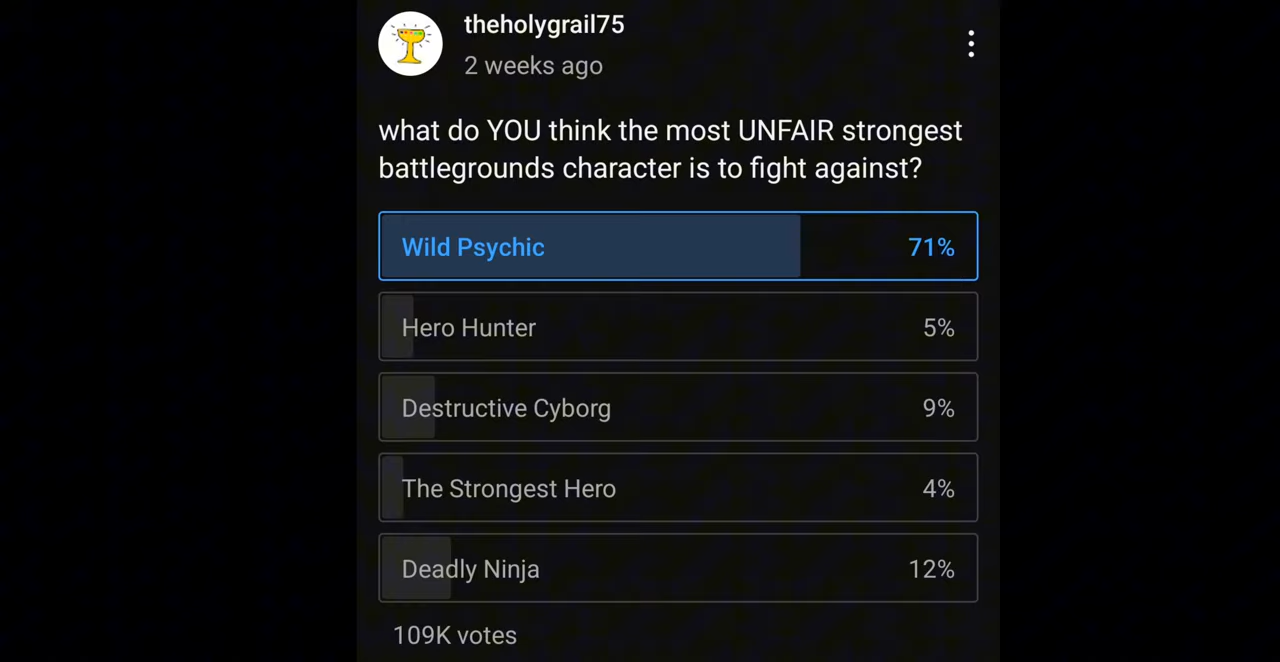 theholygrail75
2 weeks ago
what do YOU think the most UNFAIR strongest
battlegrounds character is to fight against?
Wild Psychic 71%
Hero Hunter 5%
Destructive Cyborg 9%
The Strongest Hero 4%
Deadly Ninja 12%
109K votes